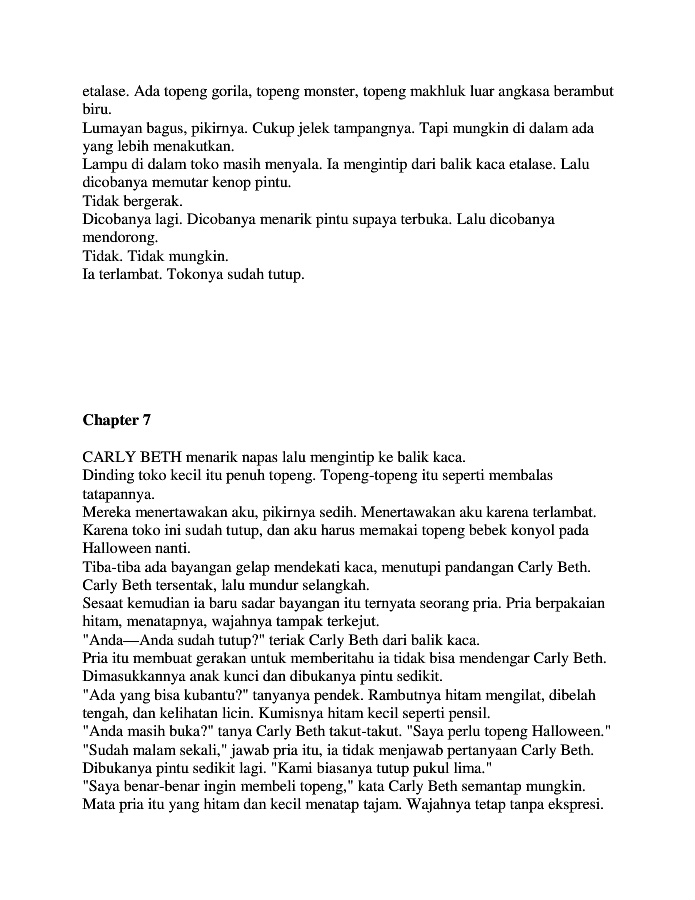 etalase. Ada topeng gorila, topeng monster, topeng makhluk luar angkasa berambut
biru.
Lumayan bagus, pikirnya. Cukup jelek tampangnya. Tapi mungkin di dalam ada
yang lebih menakutkan.
Lampu di dalam toko masih menyala. Ia mengintip dari balik kaca etalase. Lalu
dicobanya memutar kenop pintu.
Tidak bergerak.
Dicobanya lagi. Dicobanya menarik pintu supaya terbuka. Lalu dicobanya
mendorong.
Tidak. Tidak mungkin.
Ia terlambat. Tokonya sudah tutup.
Chapter 7
CARLY BETH menarik napas lalu mengintip ke balik kaca.
Dinding toko kecil itu penuh topeng. Topeng-topeng itu seperti membalas
tatapannya.
Mereka menertawakan aku, pikirnya sedih. Menertawakan aku karena terlambat.
Karena toko ini sudah tutup, dan aku harus memakai topeng bebek konyol pada
Halloween nanti.
Tiba-tiba ada bayangan gelap mendekati kaca, menutupi pandangan Carly Beth.
Carly Beth tersentak, lalu mundur selangkah.
Sesaat kemudian ia baru sadar bayangan itu ternyata seorang pria. Pria berpakaian
hitam, menatapnya, wajahnya tampak terkejut.
"Anda—Anda sudah tutup?" teriak Carly Beth dari balik kaca.
Pria itu membuat gerakan untuk memberitahu ia tidak bisa mendengar Carly Beth.
Dimasukkannya anak kunci dan dibukanya pintu sedikit.
"Ada yang bisa kubantu?" tanyanya pendek. Rambutnya hitam mengilat, dibelah
tengah, dan kelihatan licin. Kumisnya hitam kecil seperti pensil.
"Anda masih buka?" tanya Carly Beth takut-takut. "Saya perlu topeng Halloween."
"Sudah malam sekali," jawab pria itu, ia tidak menjawab pertanyaan Carly Beth.
Dibukanya pintu sedikit lagi. "Kami biasanya tutup pukul lima."
"Saya benar-benar ingin membeli topeng," kata Carly Beth semantap mungkin.
Mata pria itu yang hitam dan kecil menatap tajam. Wajahnya tetap tanpa ekspresi.